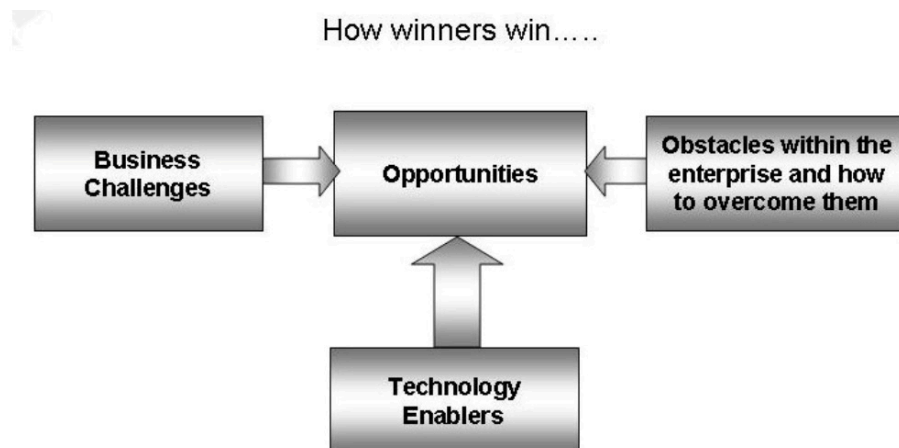 How winners win.....
Business
Challenges
Opportunities
Obstacles within the
enterprise and how
to overcome them
Technology
Enablers